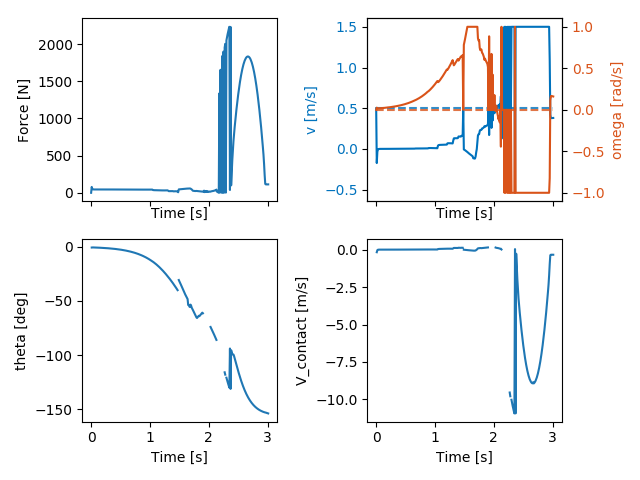 2000
1500
1000
500
0
Force [N]
Time [s]
1.5
1.0
0.5
0.0
−0.5
v [m/s]
1.0
0.5
0.0
−0.5
−1.0
omega [rad/s]
Time [s]
0
−50
−100
−150
theta [deg]
0 1 2 3
Time [s]
0.0
−2.5
−5.0
−7.5
−10.0
V_contact [m/s]
0 1 2 3
Time [s]